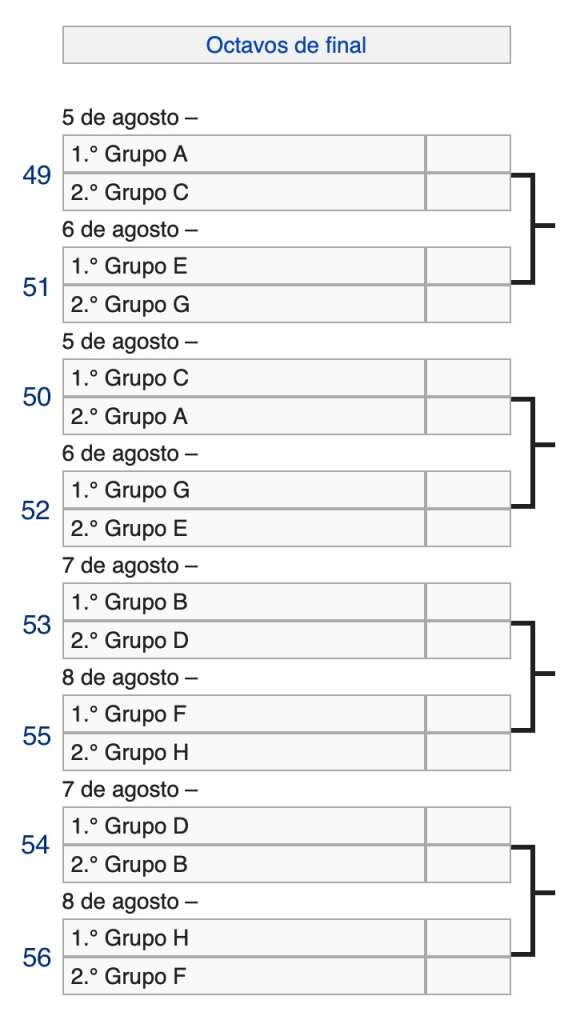 Octavos de final
5 de agosto –
49
1.° Grupo A
2.° Grupo C
6 de agosto –
51
1.° Grupo E
2.° Grupo G
5 de agosto –
50
1.° Grupo C
2.° Grupo A
6 de agosto –
52
1.° Grupo G
2.° Grupo E
7 de agosto –
53
1.° Grupo B
2.° Grupo D
8 de agosto –
55
1.° Grupo F
2.° Grupo H
7 de agosto –
54
1.° Grupo D
2.° Grupo B
8 de agosto –
56
1.° Grupo H
2.° Grupo F